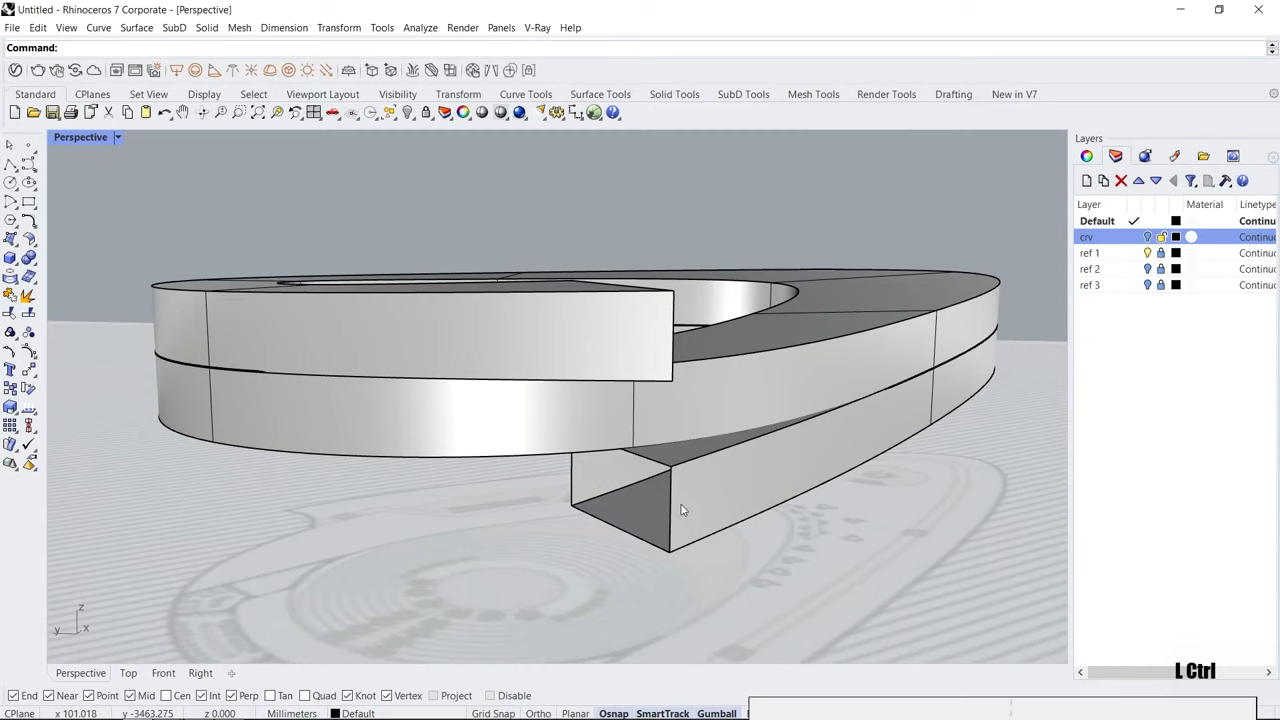 Untitled - Rhinoceros 7 Corporate - [Perspective]
File Edit View Curve Surface Solid SubD Mesh Dimension Transform Tools Analyze Render Panels V-Ray Help
Command:
Standard CPlanes Set View Display Select Viewport Layout Visibility Transform Curve Tools Surface Tools Solid Tools SubD Tools Mesh Tools Render Tools Drafting New in V7
Perspective
Layers
Layer Material Linetype
Default Continuc
crv Continuc
ref 1 Continuc
ref 2 Continuc
ref 3 Continuc
z
y x
L Ctrl
Perspective Top Front Right
End Near Point Mid Cen Int Perp Tan Quad Knot Vertex Project Disable
CPlane x 101.018 y -3463.275 z 0.000 Millimeters Default Grid Snap Ortho Planar Osnap SmartTrack Gumball